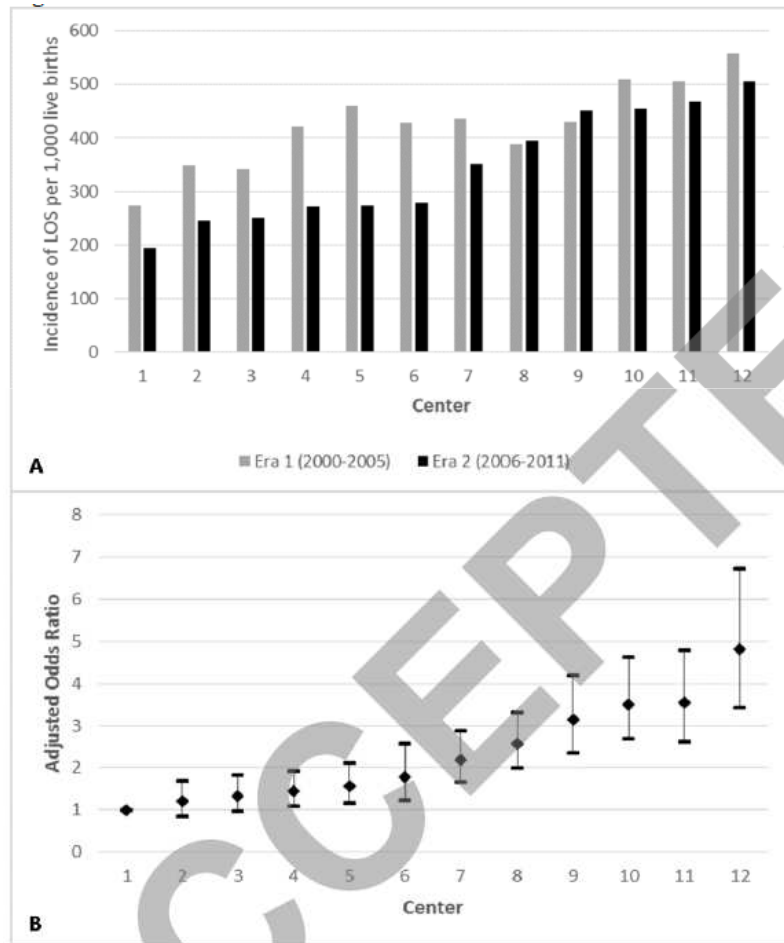 600
500
400
300
200
100
0
Incidence of LOS per 1,000 live births
1 2 3 4 5 6 7 8 9 10 11 12
Center
A
Era 1 (2000-2005) Era 2 (2006-2011)
8
7
6
5
4
3
2
1
0
Adjusted Odds Ratio
1 2 3 4 5 6 7 8 9 10 11 12
Center
B
CCEPTE